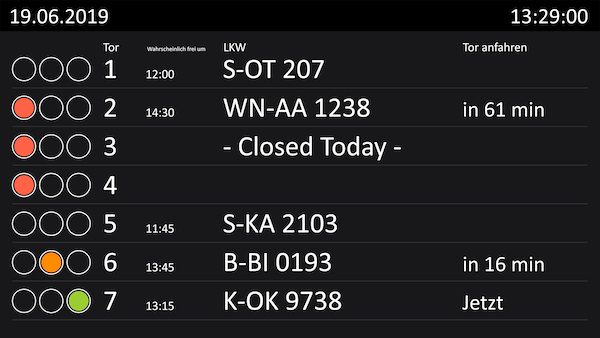 19.06.2019 13:29:00
Tor Wahrscheinlich frei um LKW Tor anfahren
1 12:00 S-OT 207
2 14:30 WN-AA 1238 in 61 min
3 - Closed Today -
4
5 11:45 S-KA 2103
6 13:45 B-BI 0193 in 16 min
7 13:15 K-OK 9738 Jetzt